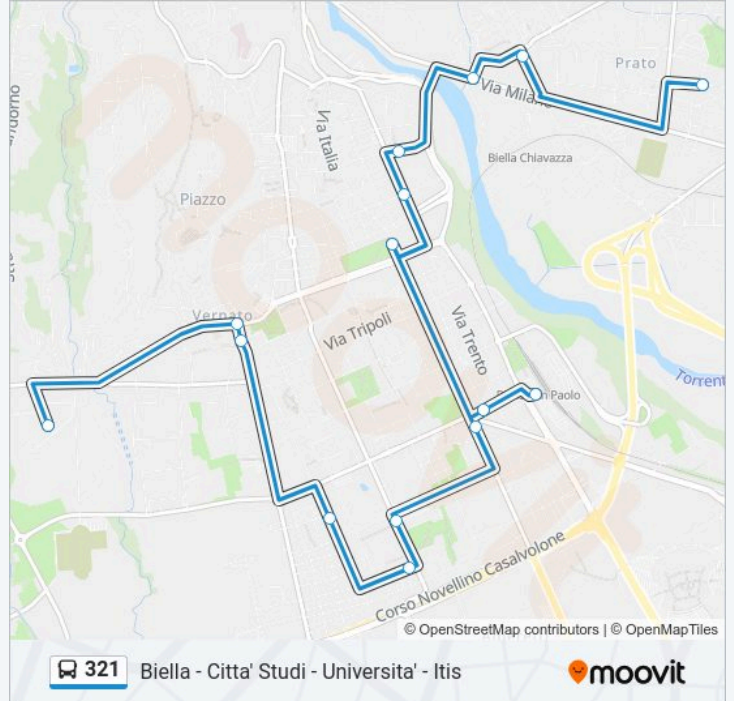 Prato
Via Milano
Via Italia
Biella Chiavazza
Piazzo
Vernato
Via Tripoli
Via Trento
Paolo
Torrent
Corso Novellino Casalvolone
© OpenStreetMap contributors | © OpenMapTiles
321 Biella - Citta' Studi - Universita' - Itis moovit